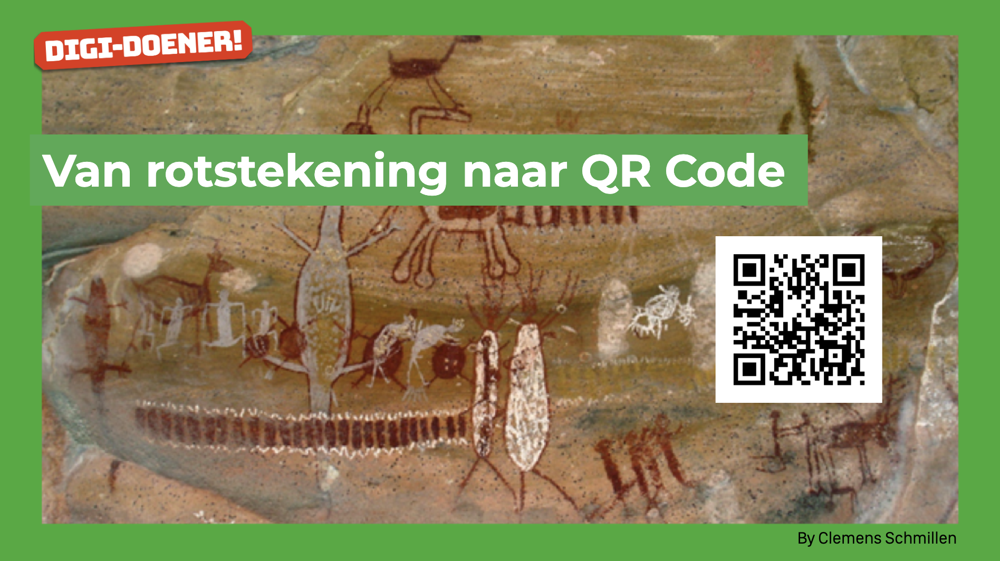 DIGI-DOENER!
Van rotstekening naar QR Code
By Clemens Schmillen